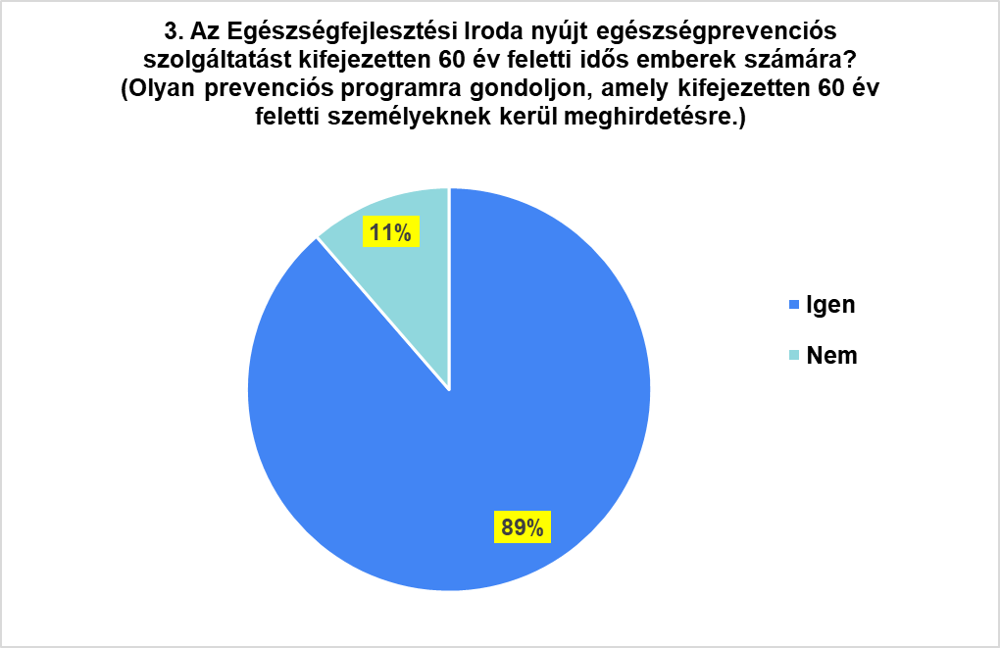 3. Az Egészségfejlesztési Iroda nyújt egészségprevenciós
szolgáltatást kifejezetten 60 év feletti idős emberek számára?
(Olyan prevenciós programra gondoljon, amely kifejezetten 60 év
feletti személyeknek kerül meghirdetésre.)
11%
Igen
Nem
89%